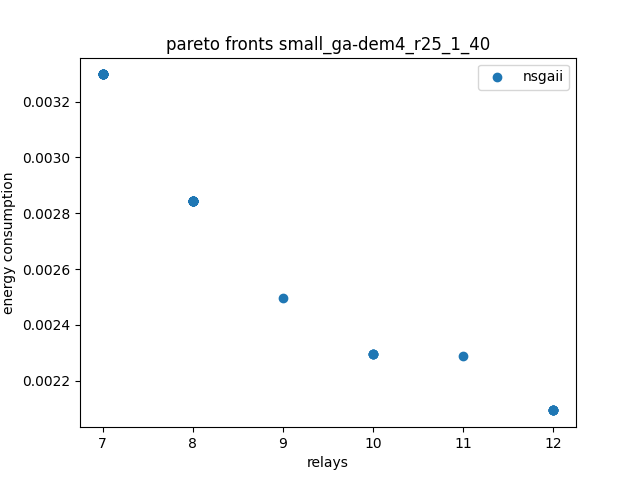 pareto fronts small_ga-dem4_r25_1_40
nsgaii
0.0032
0.0030
0.0028
0.0026
0.0024
0.0022
energy consumption
7 8 9 10 11 12
relays